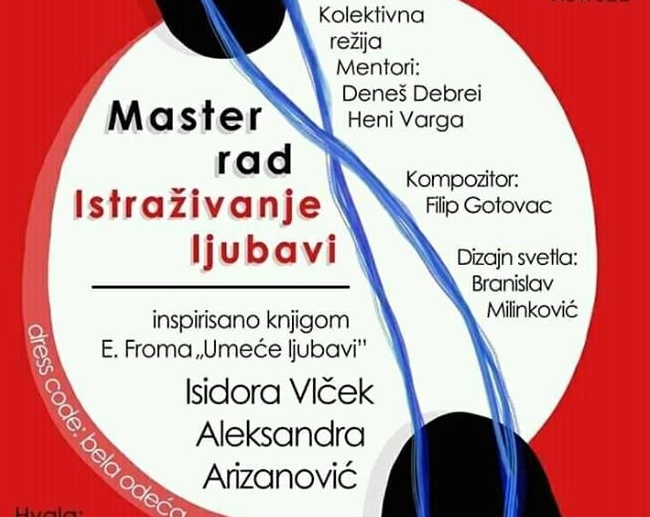 Kolektivna
režija
Mentori:
Deneš Debrei
Heni Varga
Master
rad
Istraživanje
ljubavi
Kompozitor:
Filip Gotovac
Dizajn svetla:
Branislav
Milinković
inspirisano knjigom
E. Froma „Umeće ljubavi"
Isidora Vlček
Aleksandra
Arizanović
dress code: bela odeća
Hvala: